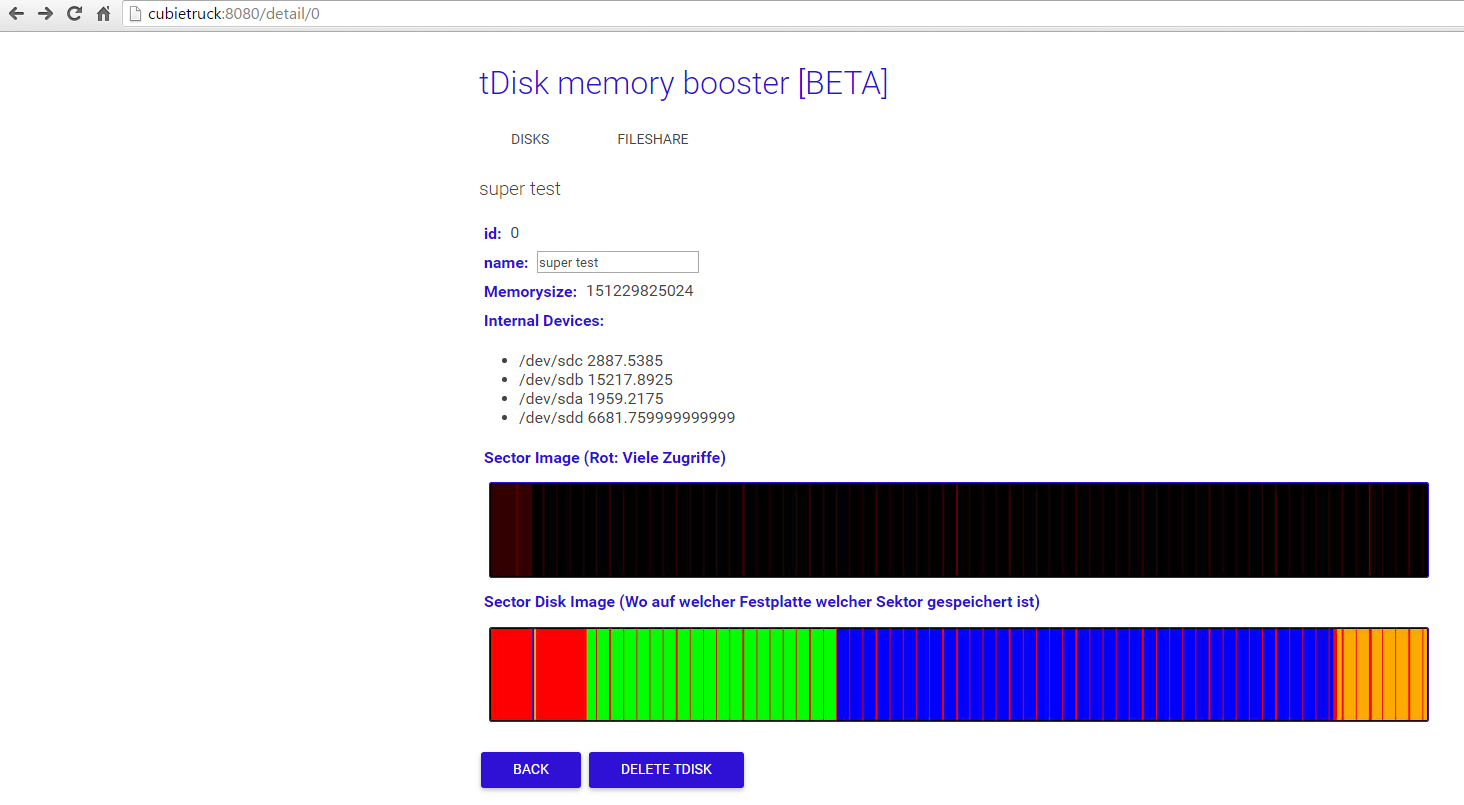 cubietruck:8080/detail/0
tDisk memory booster [BETA]
DISKS FILESHARE
super test
id: 0
name: super test
Memorysize: 151229825024
Internal Devices:
/dev/sdc 2887.5385
/dev/sdb 15217.8925
/dev/sda 1959.2175
/dev/sdd 6681.759999999999
Sector Image (Rot: Viele Zugriffe)
Sector Disk Image (Wo auf welcher Festplatte welcher Sektor gespeichert ist)
BACK DELETE TDISK